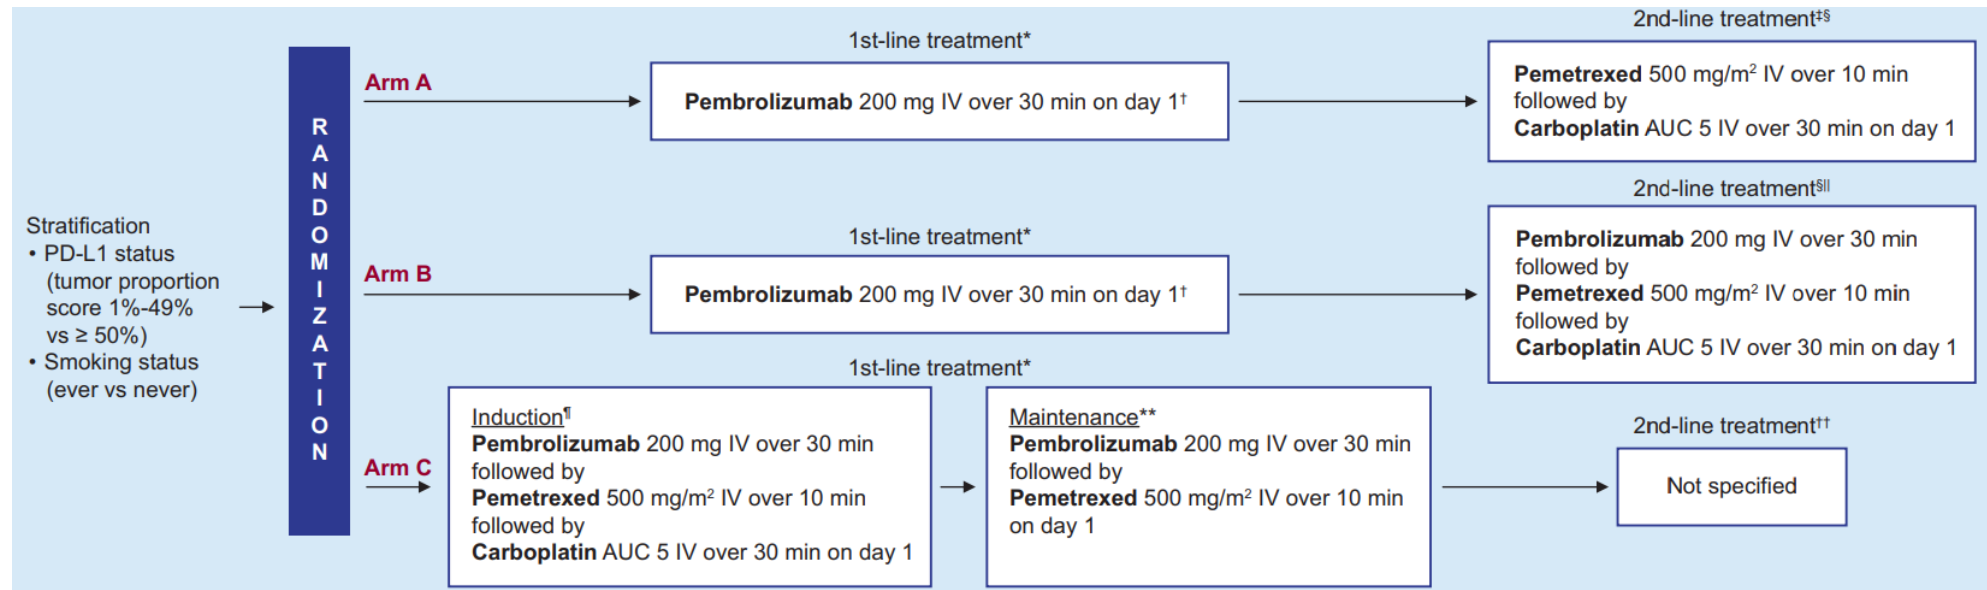 Stratification
• PD-L1 status
(tumor proportion
score 1%-49%
vs ≥ 50%)
• Smoking status
(ever vs never)
RANDOMIZATION
Arm A
1st-line treatment*
Pembrolizumab 200 mg IV over 30 min on day 1†
2nd-line treatment‡§
Pemetrexed 500 mg/m² IV over 10 min
followed by
Carboplatin AUC 5 IV over 30 min on day 1
Arm B
1st-line treatment*
Pembrolizumab 200 mg IV over 30 min on day 1†
2nd-line treatment§||
Pembrolizumab 200 mg IV over 30 min
followed by
Pemetrexed 500 mg/m² IV over 10 min
followed by
Carboplatin AUC 5 IV over 30 min on day 1
Arm C
1st-line treatment*
Induction¶
Pembrolizumab 200 mg IV over 30 min
followed by
Pemetrexed 500 mg/m² IV over 10 min
followed by
Carboplatin AUC 5 IV over 30 min on day 1
Maintenance**
Pembrolizumab 200 mg IV over 30 min
followed by
Pemetrexed 500 mg/m² IV over 10 min
on day 1
2nd-line treatment††
Not specified